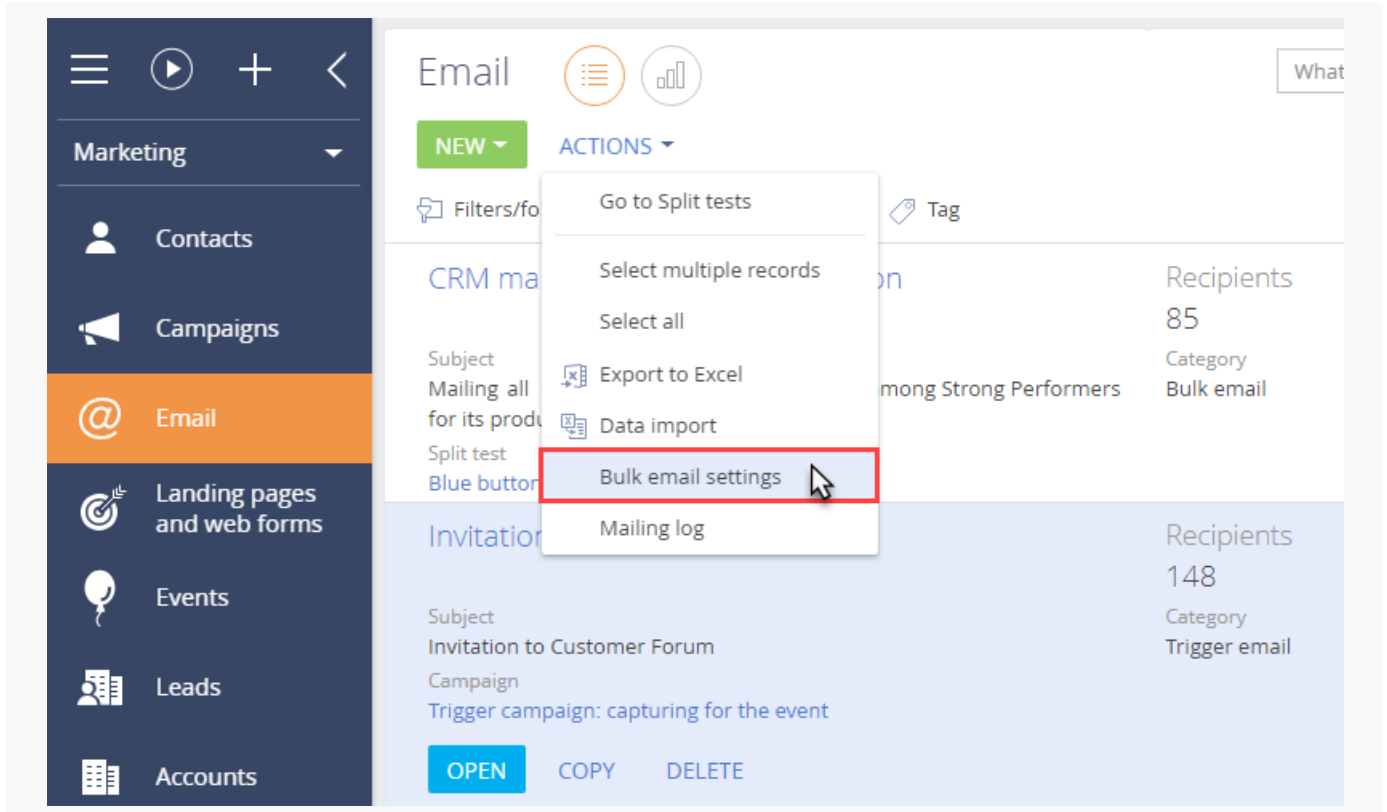 Marketing
Contacts
Campaigns
@
Email
Landing pages
and web forms
Events
Leads
Accounts
Email
What
NEW
ACTIONS
Filters/fo
Tag
Go to Split tests
Select multiple records
Select all
Export to Excel
Data import
Bulk email settings
Mailing log
CRM ma
on
Recipients
85
Subject
Category
Mailing all
mong Strong Performers
Bulk email
for its produ
Split test
Blue button
Invitation
Recipients
148
Subject
Category
Invitation to Customer Forum
Trigger email
Campaign
Trigger campaign: capturing for the event
OPEN
COPY
DELETE